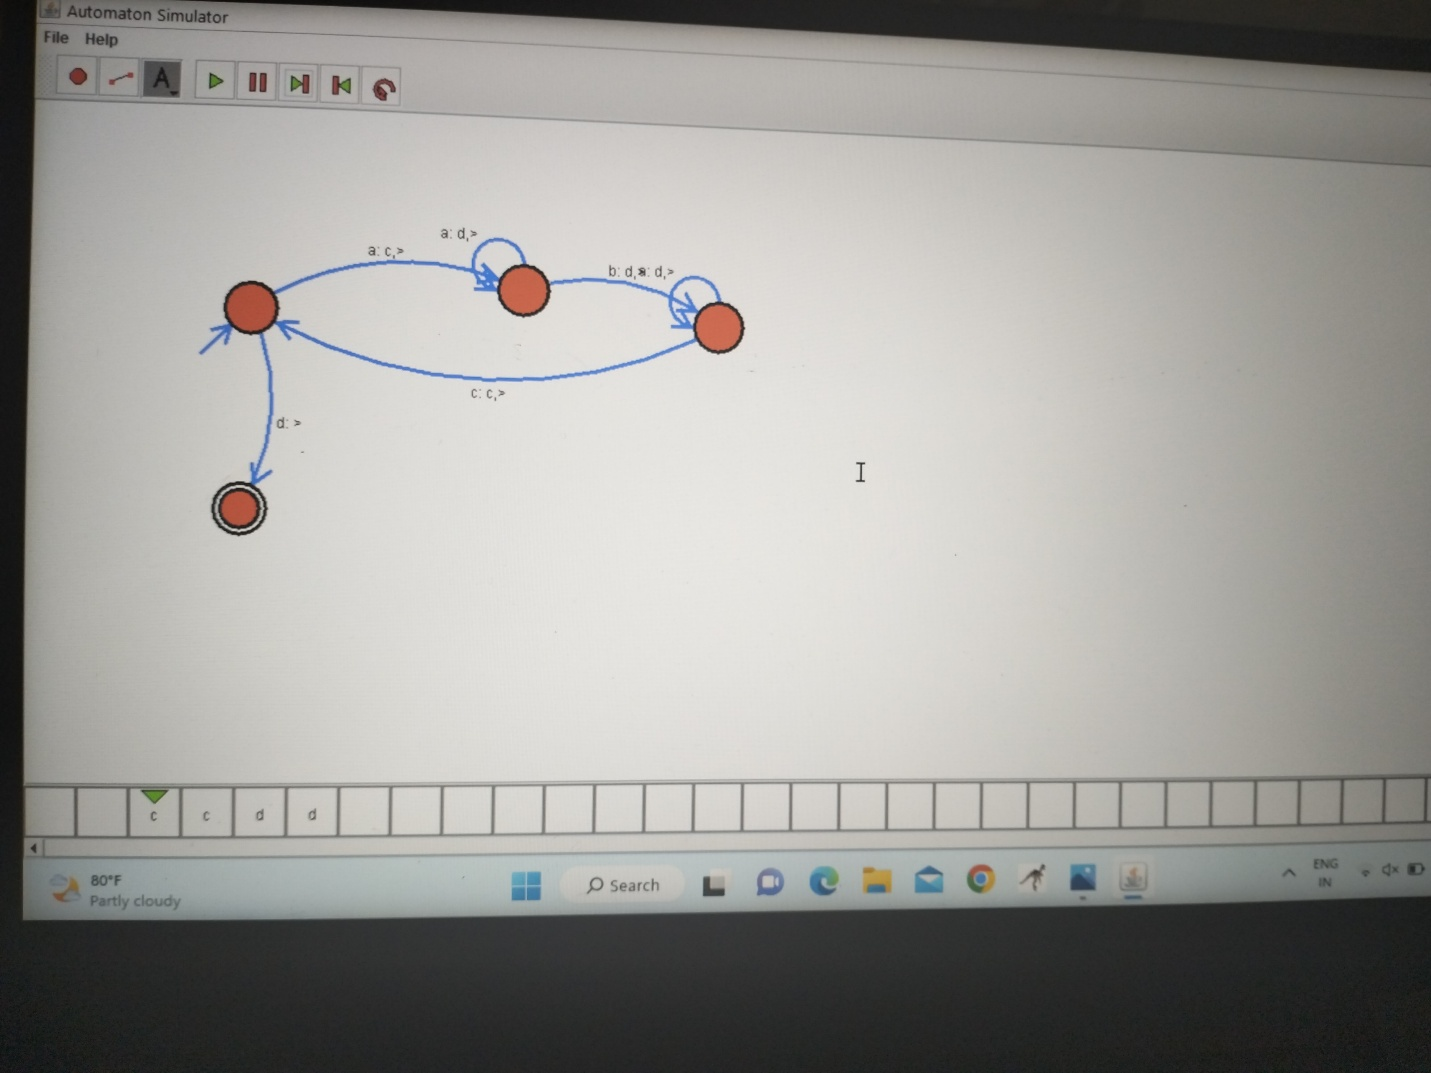 Automaton Simulator
File Help
A
a: d,>
a: c,>
b: d,
a: d,>
c: c,>
d: >
c c d d
80°F
Partly cloudy
Search
ENG
IN